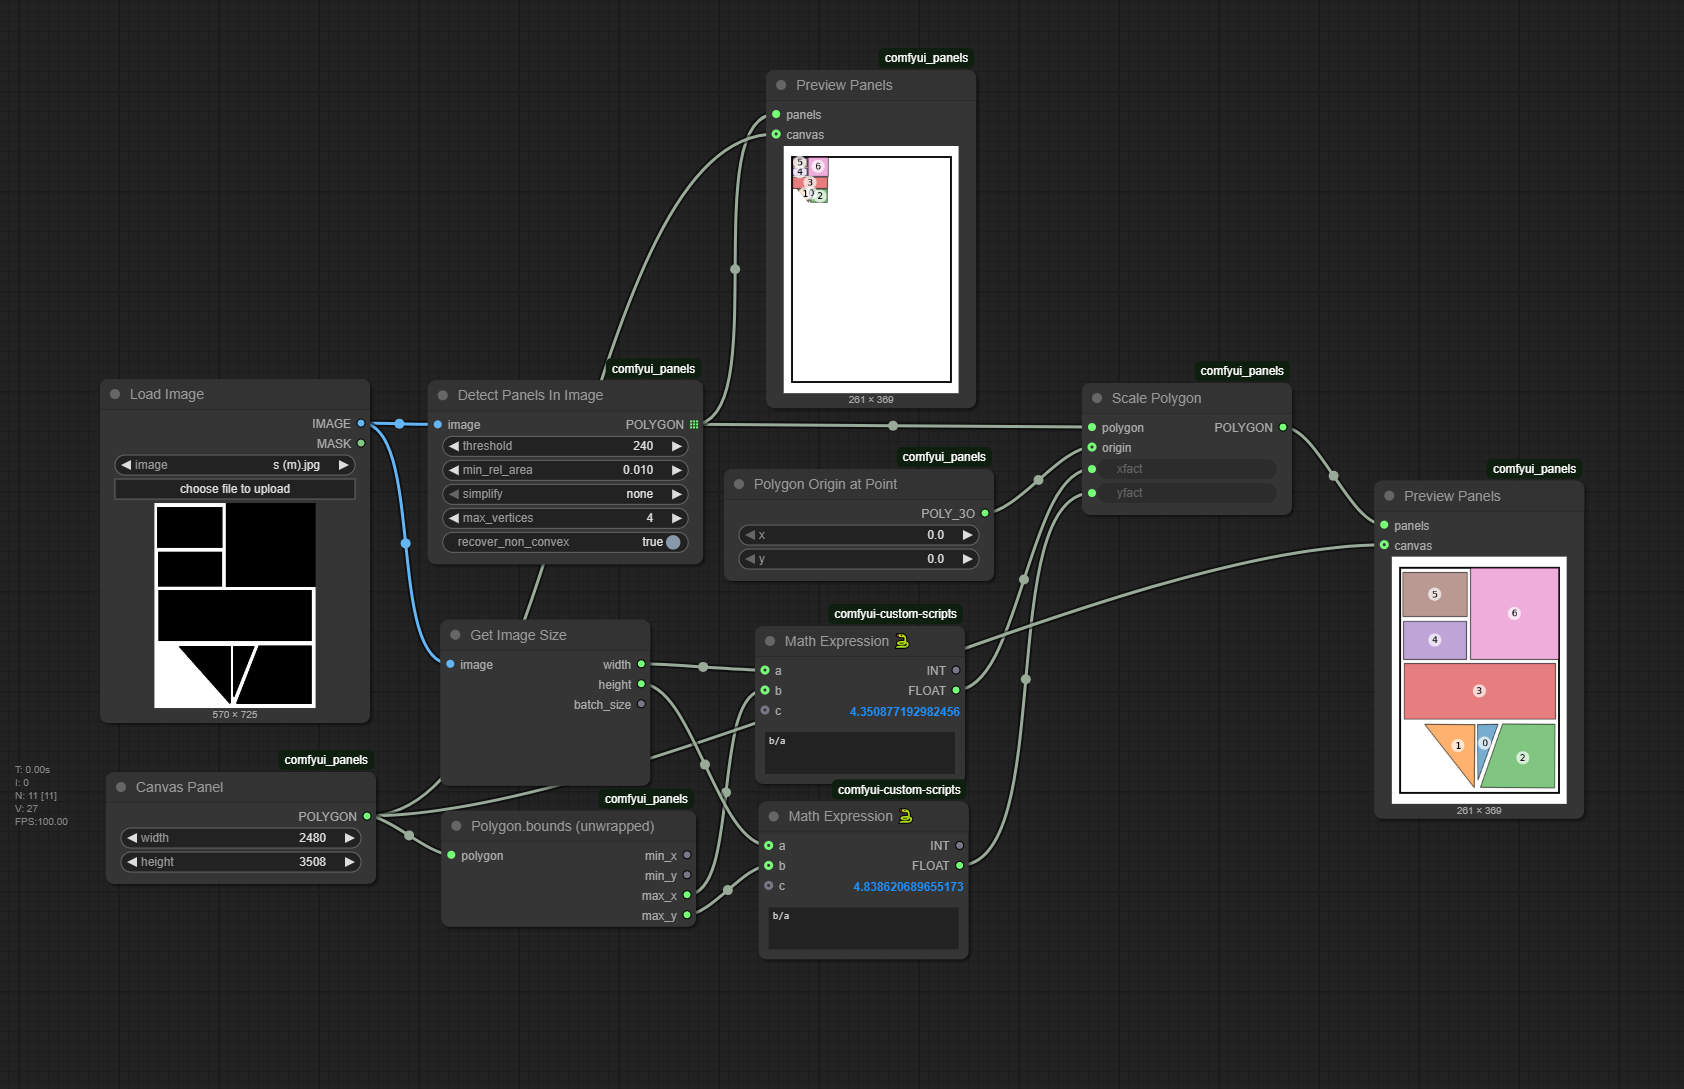 comfyui_panels
Preview Panels
panels
canvas
5
6
4
3
1
0
2
261 × 369
Load Image
IMAGE
MASK
image s (m).jpg
choose file to upload
570 × 725
comfyui_panels
Detect Panels In Image
image POLYGON
threshold 240
min_rel_area 0.010
simplify none
max_vertices 4
recover_non_convex true
comfyui_panels
Polygon Origin at Point
POLY_3O
x 0.0
y 0.0
comfyui_panels
Scale Polygon
polygon POLYGON
origin
xfact
yfact
comfyui_panels
Preview Panels
panels
canvas
5
6
4
3
1
0
2
261 × 369
Get Image Size
image width
height
batch_size
comfyui-custom-scripts
Math Expression
a INT
b FLOAT
c 4.350877192982456
b/a
comfyui-custom-scripts
Math Expression
a INT
b FLOAT
c 4.838620689655173
b/a
comfyui_panels
Canvas Panel
POLYGON
width 2480
height 3508
comfyui_panels
Polygon.bounds (unwrapped)
polygon min_x
min_y
max_x
max_y
T: 0.00s
I: 0
N: 11 [11]
V: 27
FPS:100.00